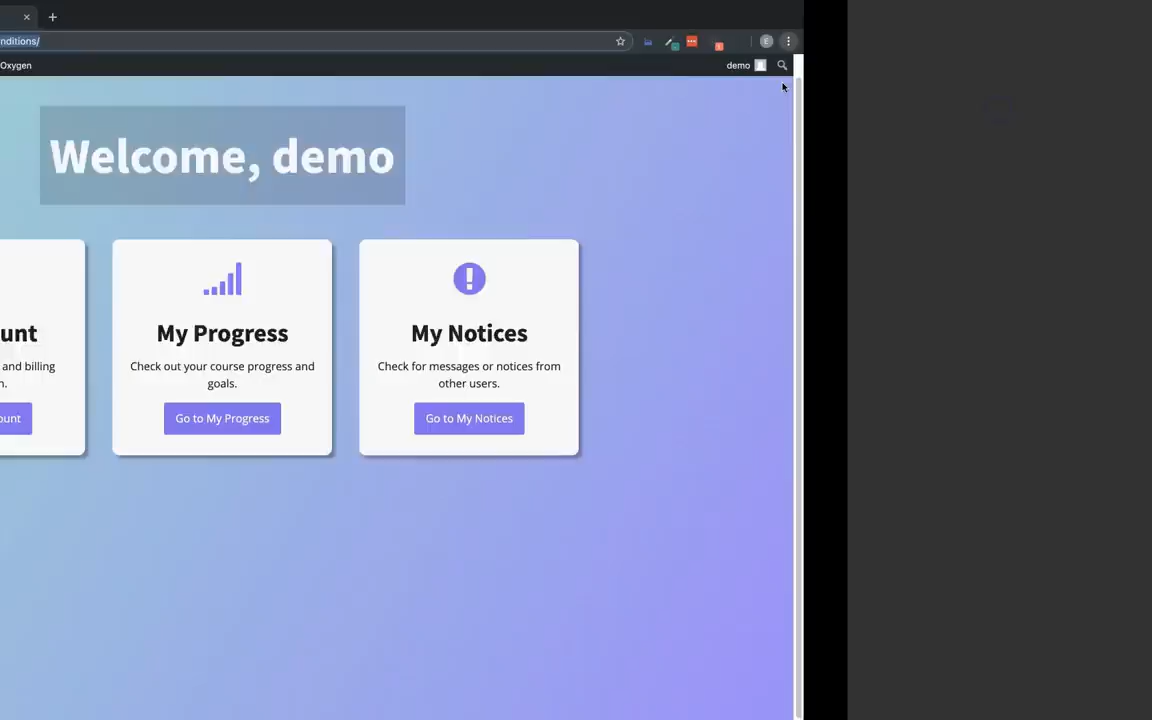 nditions/
E
Oxygen
demo
Welcome, demo
unt
and billing
n.
ount
My Progress
Check out your course progress and
goals.
Go to My Progress
My Notices
Check for messages or notices from
other users.
Go to My Notices